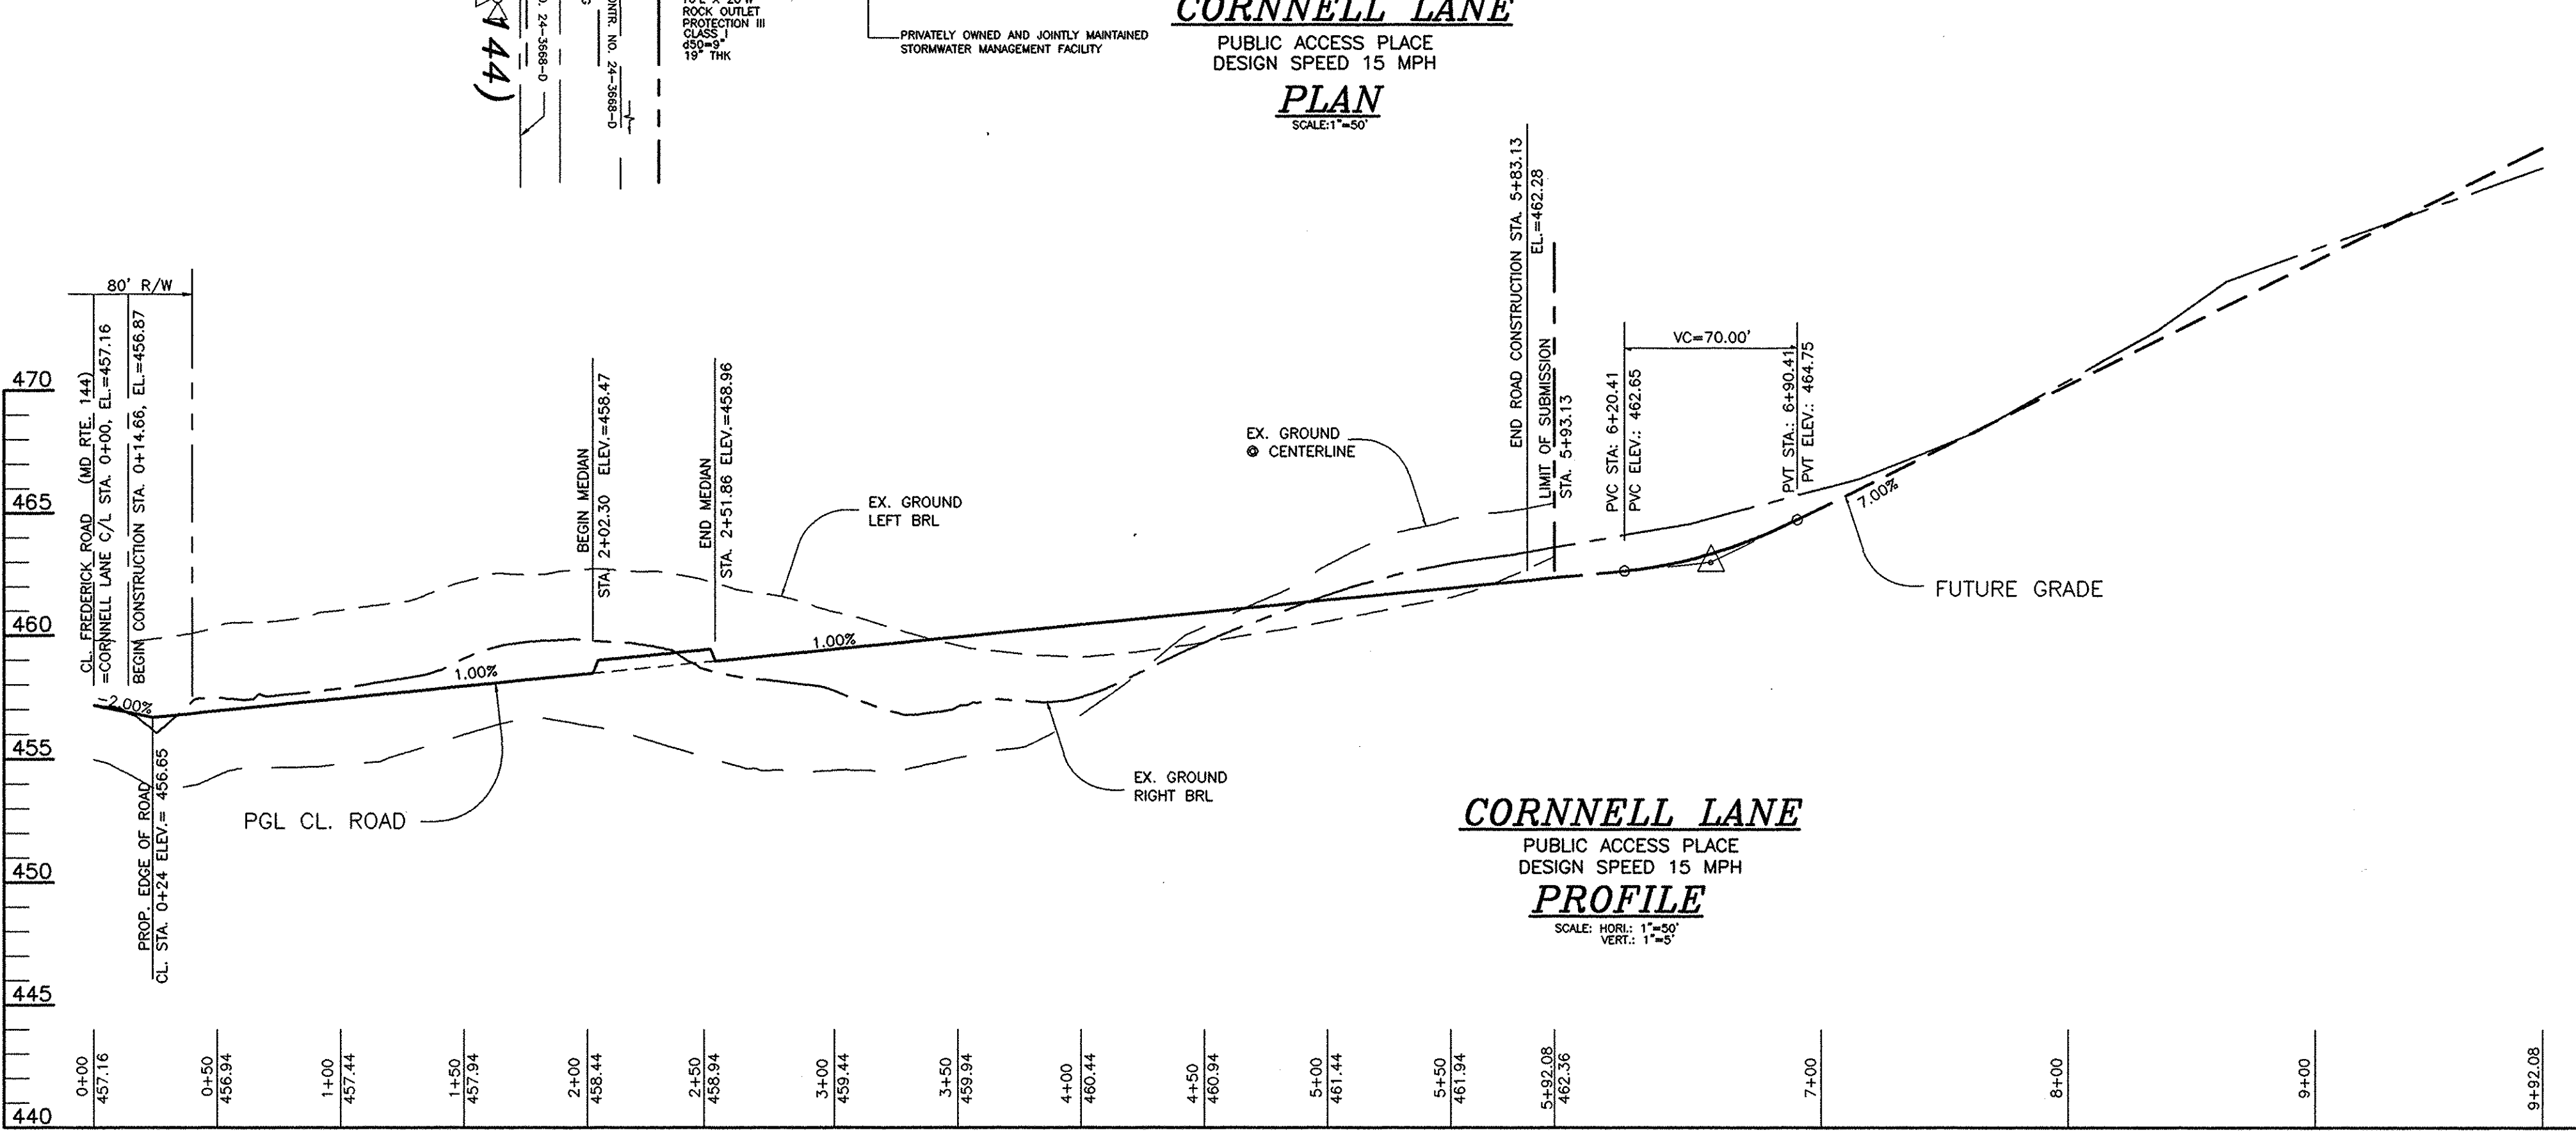 CORNNELL LANE
PUBLIC ACCESS PLACE
DESIGN SPEED 15 MPH
PLAN
SCALE:1"=50'
144)
24-3668-D
CONTR. NO. 24-3668-D
ROCK OUTLET
PROTECTION III
CLASS I
d50=9"
19" THK
PRIVATELY OWNED AND JOINTLY MAINTAINED
STORMWATER MANAGEMENT FACILITY
80' R/W
CL. FREDERICK ROAD (MD RTE. 144)
=CORNNELL LANE C/L STA. 0+00, EL.=457.16
BEGIN CONSTRUCTION STA. 0+14.66, EL.=456.87
-2.00%
PROP. EDGE OF ROAD
CL. STA. 0+24 ELEV.= 456.65
PGL CL. ROAD
1.00%
BEGIN MEDIAN
STA. 2+02.30 ELEV.=458.47
END MEDIAN
STA. 2+51.86 ELEV.=458.96
EX. GROUND
LEFT BRL
1.00%
EX. GROUND
RIGHT BRL
EX. GROUND
@ CENTERLINE
END ROAD CONSTRUCTION STA. 5+83.13
EL.=462.28
LIMIT OF SUBMISSION
STA. 5+93.13
VC=70.00'
PVC STA: 6+20.41
PVC ELEV.: 462.65
PVT STA.: 6+90.41
PVT ELEV.: 464.75
7.00%
FUTURE GRADE
CORNNELL LANE
PUBLIC ACCESS PLACE
DESIGN SPEED 15 MPH
PROFILE
SCALE: HORI.: 1"=50'
VERT.: 1"=5'
470
465
460
455
450
445
440
0+00
457.16
0+50
456.94
1+00
457.44
1+50
457.94
2+00
458.44
2+50
458.94
3+00
459.44
3+50
459.94
4+00
460.44
4+50
460.94
5+00
461.44
5+50
461.94
5+92.08
462.36
7+00
8+00
9+00
9+92.08